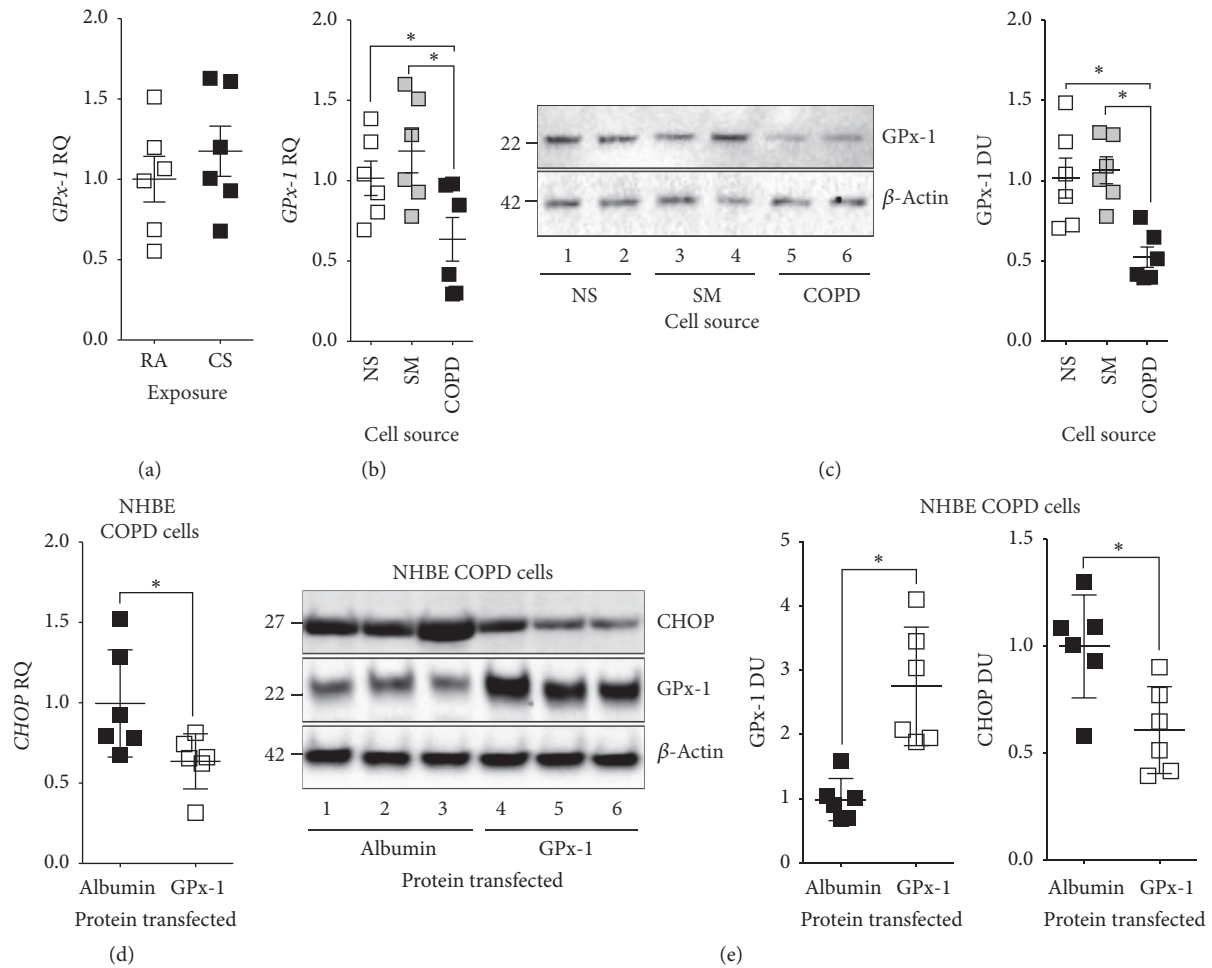 2.0
1.5
1.0
0.5
0.0
GPx-1 RQ
RA
CS
Exposure
(a)
2.0
1.5
1.0
0.5
0.0
GPx-1 RQ
*
*
NS
SM
COPD
Cell source
(b)
22
GPx-1
42
β-Actin
1 2 3 4 5 6
NS SM COPD
Cell source
2.0
1.5
1.0
0.5
0.0
GPx-1 DU
*
*
NS
SM
COPD
Cell source
(c)
NHBE
COPD cells
2.0
1.5
1.0
0.5
0.0
CHOP RQ
*
Albumin GPx-1
Protein transfected
(d)
NHBE COPD cells
27
CHOP
22
GPx-1
42
β-Actin
1 2 3 4 5 6
Albumin GPx-1
Protein transfected
NHBE COPD cells
5
4
3
2
1
0
GPx-1 DU
*
Albumin GPx-1
Protein transfected
1.5
1.0
0.5
0.0
CHOP DU
*
Albumin GPx-1
Protein transfected
(e)